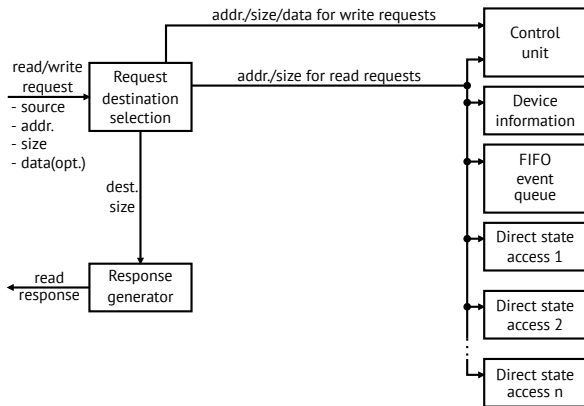 addr./size/data for write requests
Control
unit
read/write
request
- source
- addr.
- size
- data(opt.)
Request
destination
selection
addr./size for read requests
Device
information
FIFO
event
queue
dest.
size
Direct state
access 1
read
response
Response
generator
Direct state
access 2
Direct state
access n